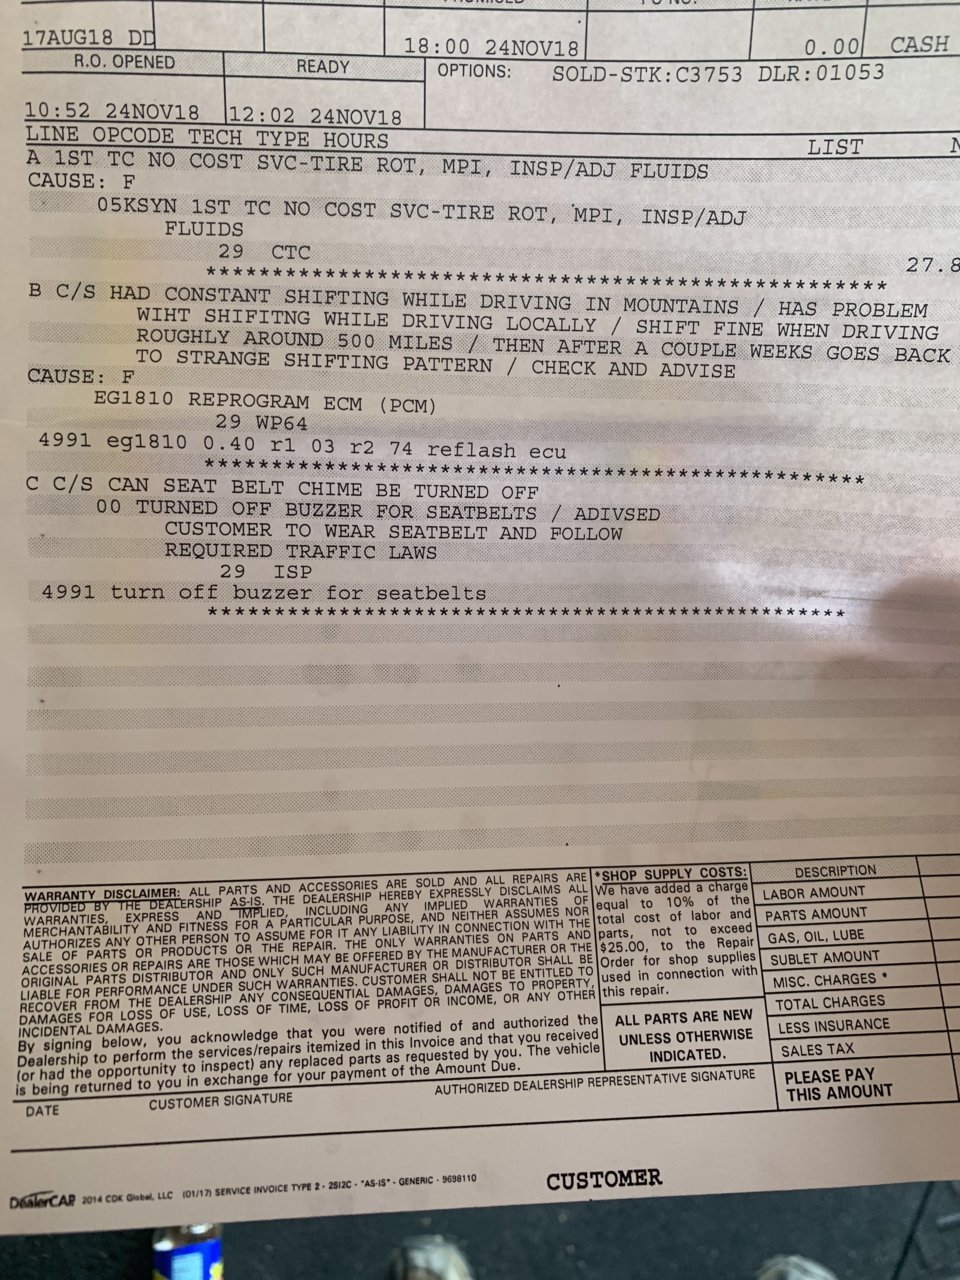 17AUG18 DD
18:00 24NOV18
0.00
CASH
R.O. OPENED
READY
OPTIONS:
SOLD-STK:C3753 DLR:01053
10:52 24NOV18
12:02 24NOV18
LINE OPCODE TECH TYPE HOURS
LIST
A 1ST TC NO COST SVC-TIRE ROT, MPI, INSP/ADJ FLUIDS
CAUSE: F
05KSYN 1ST TC NO COST SVC-TIRE ROT, MPI, INSP/ADJ
FLUIDS
29 CTC
27.8
***************************************************
B C/S HAD CONSTANT SHIFTING WHILE DRIVING IN MOUNTAINS / HAS PROBLEM
WIHT SHIFITNG WHILE DRIVING LOCALLY / SHIFT FINE WHEN DRIVING
ROUGHLY AROUND 500 MILES / THEN AFTER A COUPLE WEEKS GOES BACK
TO STRANGE SHIFTING PATTERN / CHECK AND ADVISE
CAUSE: F
EG1810 REPROGRAM ECM (PCM)
29 WP64
4991 eg1810 0.40 r1 03 r2 74 reflash ecu
***************************************************
C C/S CAN SEAT BELT CHIME BE TURNED OFF
00 TURNED OFF BUZZER FOR SEATBELTS / ADIVSED
CUSTOMER TO WEAR SEATBELT AND FOLLOW
REQUIRED TRAFFIC LAWS
29 ISP
4991 turn off buzzer for seatbelts
***************************************************
WARRANTY DISCLAIMER: ALL PARTS AND ACCESSORIES ARE SOLD AND ALL REPAIRS ARE
PROVIDED BY THE DEALERSHIP AS-IS. THE DEALERSHIP HEREBY EXPRESSLY DISCLAIMS ALL
WARRANTIES, EXPRESS AND IMPLIED, INCLUDING ANY IMPLIED WARRANTIES OF
MERCHANTABILITY AND FITNESS FOR A PARTICULAR PURPOSE, AND NEITHER ASSUMES NOR
AUTHORIZES ANY OTHER PERSON TO ASSUME FOR IT ANY LIABILITY IN CONNECTION WITH THE
SALE OF PARTS OR PRODUCTS OR THE REPAIR. THE ONLY WARRANTIES ON PARTS AND
ACCESSORIES OR REPAIRS ARE THOSE WHICH MAY BE OFFERED BY THE MANUFACTURER OR THE
ORIGINAL PARTS DISTRIBUTOR AND ONLY SUCH MANUFACTURER OR DISTRIBUTOR SHALL BE
LIABLE FOR PERFORMANCE UNDER SUCH WARRANTIES. CUSTOMER SHALL NOT BE ENTITLED TO
RECOVER FROM THE DEALERSHIP ANY CONSEQUENTIAL DAMAGES, DAMAGES TO PROPERTY,
DAMAGES FOR LOSS OF USE, LOSS OF TIME, LOSS OF PROFIT OR INCOME, OR ANY OTHER
INCIDENTAL DAMAGES.
By signing below, you acknowledge that you were notified of and authorized the
Dealership to perform the services/repairs itemized in this Invoice and that you received
(or had the opportunity to inspect) any replaced parts as requested by you. The vehicle
is being returned to you in exchange for your payment of the Amount Due.
*SHOP SUPPLY COSTS:
We have added a charge
equal to 10% of the
total cost of labor and
parts, not to exceed
$25.00, to the Repair
Order for shop supplies
used in connection with
this repair.
ALL PARTS ARE NEW
UNLESS OTHERWISE
INDICATED.
DESCRIPTION
LABOR AMOUNT
PARTS AMOUNT
GAS, OIL, LUBE
SUBLET AMOUNT
MISC. CHARGES *
TOTAL CHARGES
LESS INSURANCE
SALES TAX
PLEASE PAY
THIS AMOUNT
DATE
CUSTOMER SIGNATURE
AUTHORIZED DEALERSHIP REPRESENTATIVE SIGNATURE
DealerCAP 2014 CDK Global, LLC (01/17) SERVICE INVOICE TYPE 2 - 2SI2C - "AS-IS" - GENERIC - 9698110
CUSTOMER